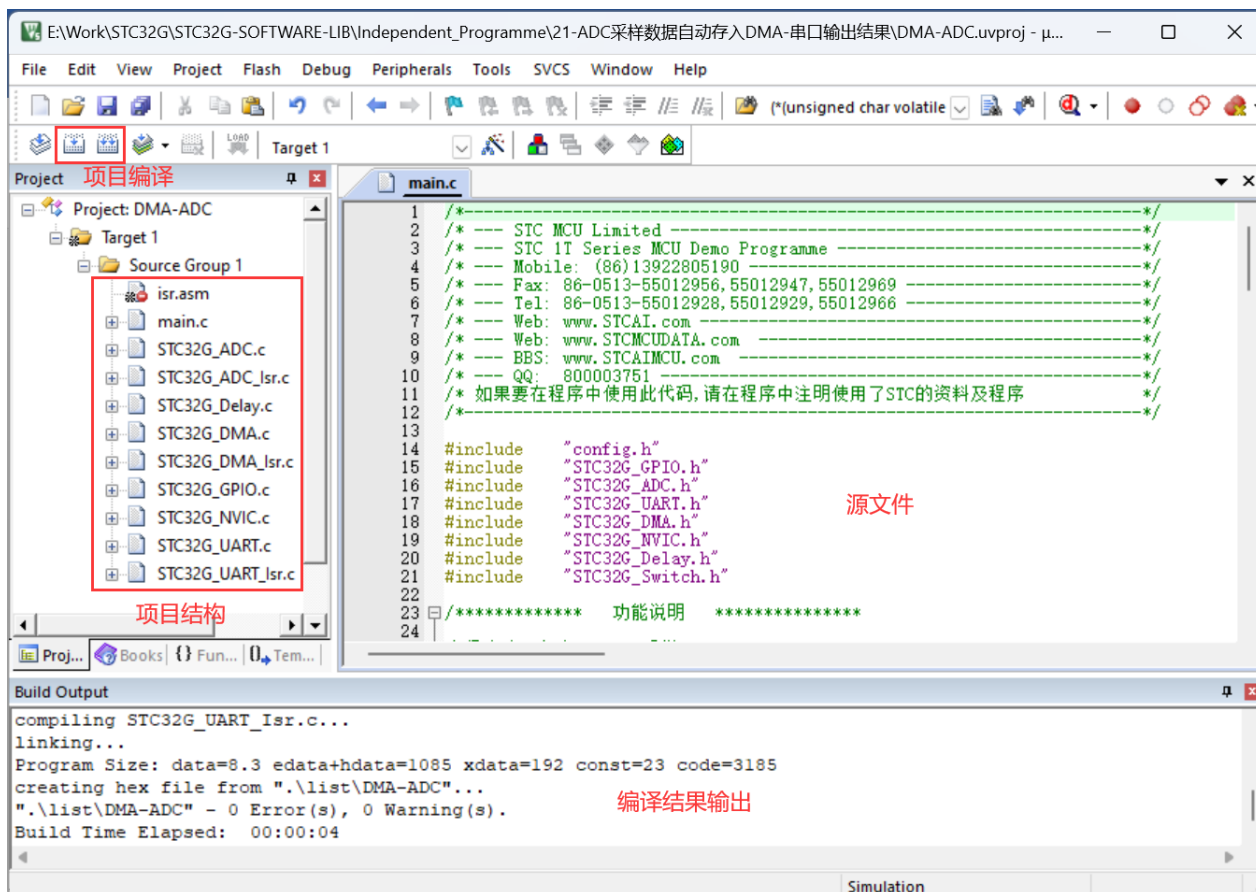 E:\Work\STC32G\STC32G-SOFTWARE-LIB\Independent_Programme\21-ADC采样数据自动存入DMA-串口输出结果\DMA-ADC.uvproj - µ...
File Edit View Project Flash Debug Peripherals Tools SVCS Window Help
(*(unsigned char volatile
LOAD
Target 1
Project 项目编译
main.c
Project: DMA-ADC
Target 1
Source Group 1
isr.asm
main.c
STC32G_ADC.c
STC32G_ADC_Isr.c
STC32G_Delay.c
STC32G_DMA.c
STC32G_DMA_Isr.c
STC32G_GPIO.c
STC32G_NVIC.c
STC32G_UART.c
STC32G_UART_Isr.c
项目结构
Proj... Books {} Fun... Tem...
1 /*---------------------------------------------------------------------*/
2 /* --- STC MCU Limited ------------------------------------------------*/
3 /* --- STC 1T Series MCU Demo Programme -------------------------------*/
4 /* --- Mobile: (86)13922805190 ----------------------------------------*/
5 /* --- Fax: 86-0513-55012956,55012947,55012969 ------------------------*/
6 /* --- Tel: 86-0513-55012928,55012929,55012966 ------------------------*/
7 /* --- Web: www.STCAI.com ---------------------------------------------*/
8 /* --- Web: www.STCMCUDATA.com  ---------------------------------------*/
9 /* --- BBS: www.STCAIMCU.com  -----------------------------------------*/
10 /* --- QQ:  800003751 -------------------------------------------------*/
11 /* 如果要在程序中使用此代码,请在程序中注明使用了STC的资料及程序            */
12 /*---------------------------------------------------------------------*/
13
14 #include "config.h"
15 #include "STC32G_GPIO.h"
16 #include "STC32G_ADC.h"
17 #include "STC32G_UART.h"
18 #include "STC32G_DMA.h"
19 #include "STC32G_NVIC.h"
20 #include "STC32G_Delay.h"
21 #include "STC32G_Switch.h"
22
23 /************* 功能说明 ***************
24
源文件
Build Output
compiling STC32G_UART_Isr.c...
linking...
Program Size: data=8.3 edata+hdata=1085 xdata=192 const=23 code=3185
creating hex file from ".\list\DMA-ADC"...
".\list\DMA-ADC" - 0 Error(s), 0 Warning(s).
Build Time Elapsed:  00:00:04
编译结果输出
Simulation